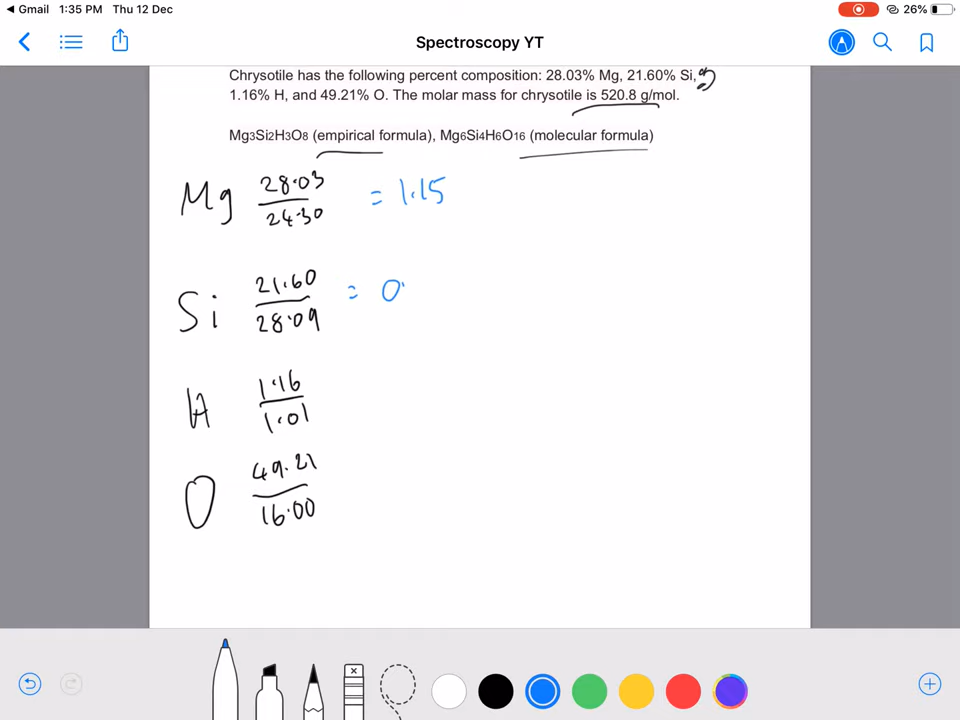 Gmail 1:35 PM Thu 12 Dec 26%
Spectroscopy YT
Chrysotile has the following percent composition: 28.03% Mg, 21.60% Si,
1.16% H, and 49.21% O. The molar mass for chrysotile is 520.8 g/mol.
Mg3Si2H3O8 (empirical formula), Mg6Si4H6O16 (molecular formula)
Mg 28.03
24.30
= 1.15
Si 21.60
28.09
= 0.
H 1.16
1.01
O 49.21
16.00